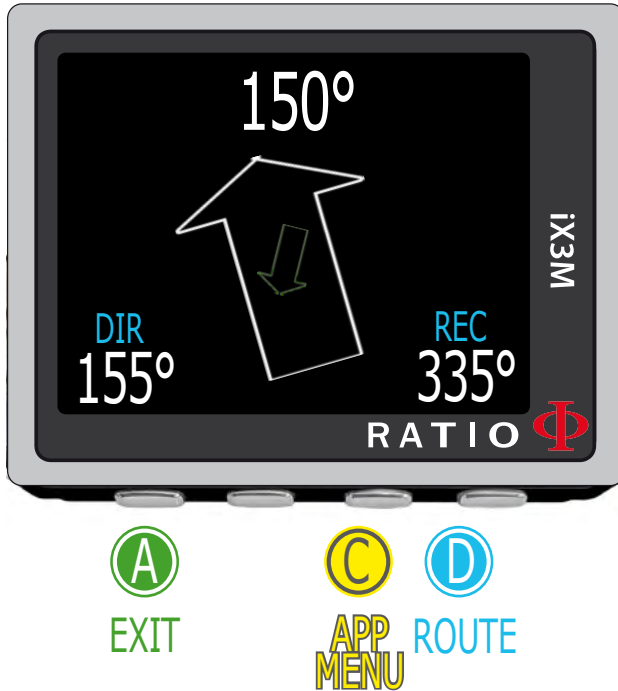 150°
DIR
155°
REC
335°
iX3M
RATIO
A
EXIT
C
APP
MENU
D
ROUTE